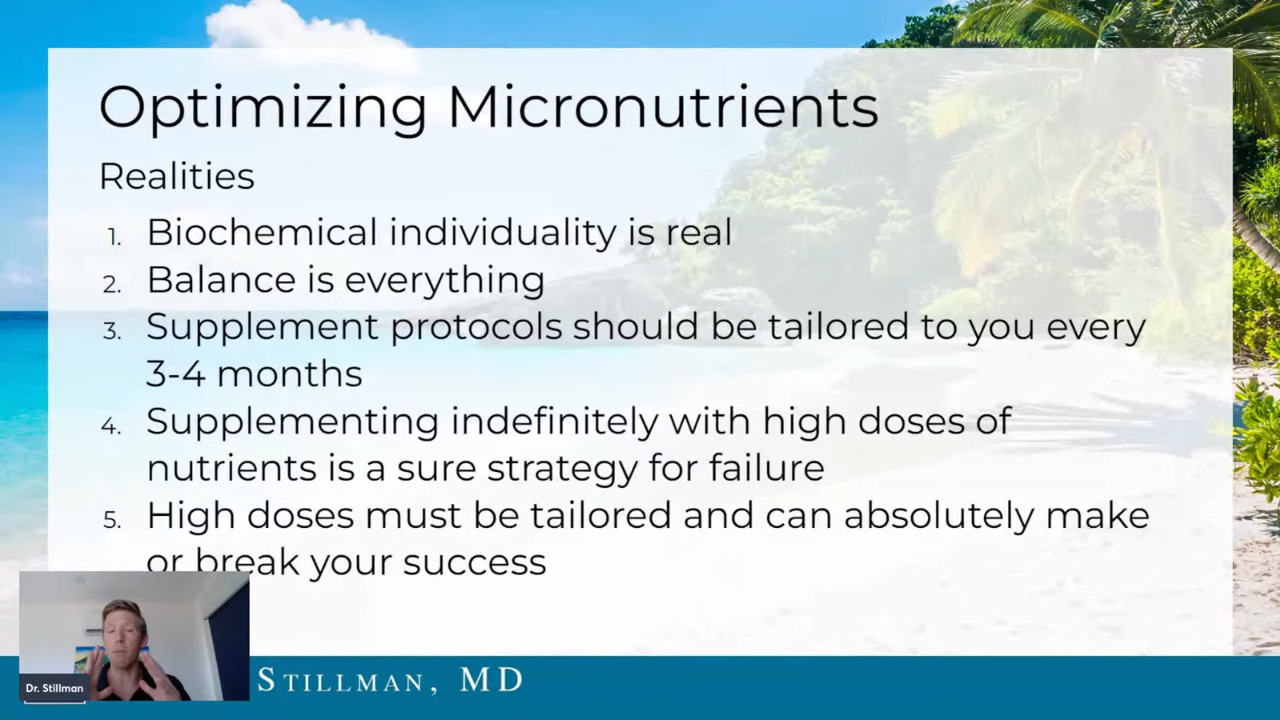 Optimizing Micronutrients
Realities
1. Biochemical individuality is real
2. Balance is everything
3. Supplement protocols should be tailored to you every
3-4 months
4. Supplementing indefinitely with high doses of
nutrients is a sure strategy for failure
5. High doses must be tailored and can absolutely make
or break your success
Dr. Stillman
STILLMAN, MD